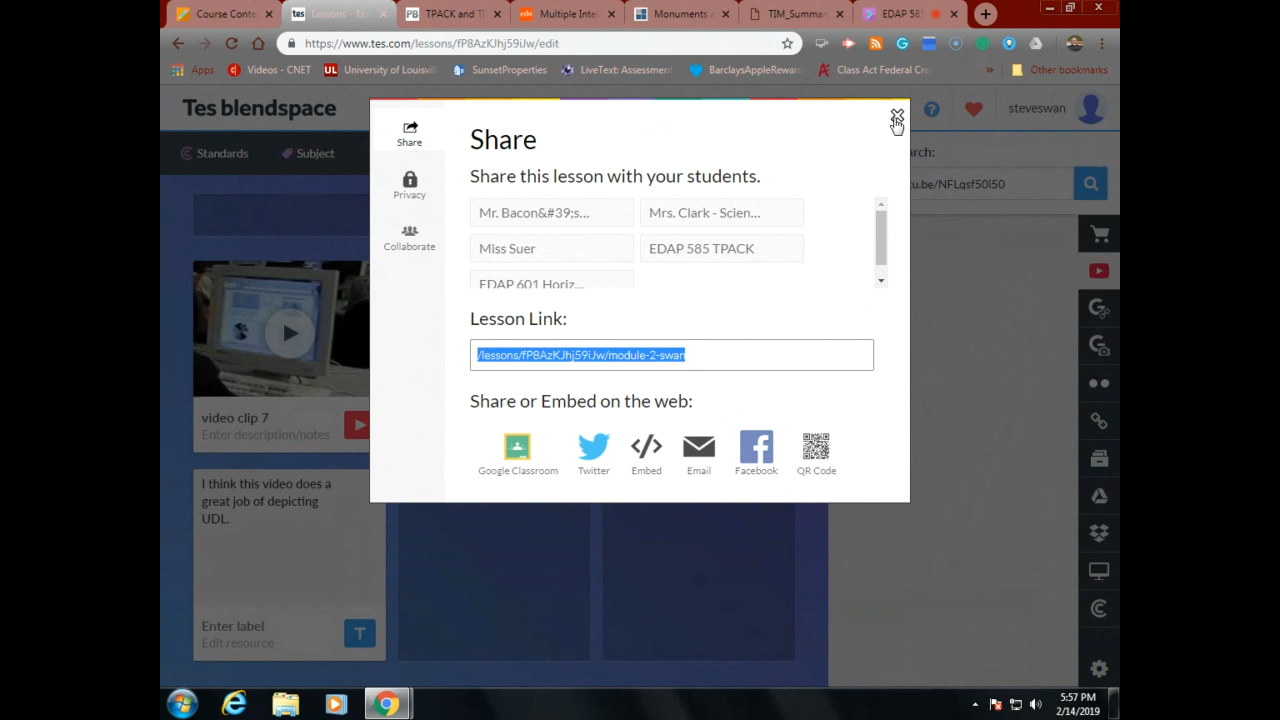 Course Conte
Lessons - Tes
TPACK and TI
Multiple Intel
Monuments a
TIM_Summar
EDAP 585
https://www.tes.com/lessons/fP8AzKJhj59iJw/edit
Apps
Videos - CNET
University of Louisvil
SunsetProperties
LiveText: Assessment
BarclaysAppleRewar
Class Act Federal Cre
»
Other bookmarks
Tes blendspace
steveswan
Standards
Subject
rch:
tu.be/NFLqsf50I50
Share
Privacy
Collaborate
Share
Share this lesson with your students.
Mr. Bacon&#39;s...
Mrs. Clark - Scien...
Miss Suer
EDAP 585 TPACK
EDAP 601 Horiz...
Lesson Link:
/lessons/fP8AzKJhj59iJw/module-2-swan
Share or Embed on the web:
Google Classroom
Twitter
Embed
Email
Facebook
QR Code
video clip 7
Enter description/notes
I think this video does a
great job of depicting
UDL.
Enter label
Edit resource
T
5:57 PM
2/14/2019